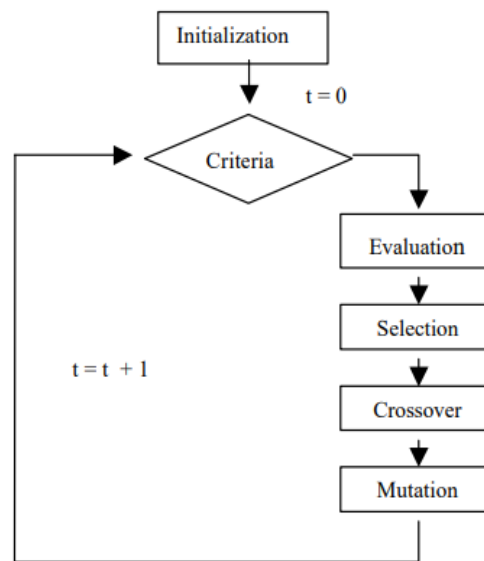 Initialization
t = 0
Criteria
Evaluation
Selection
t = t + 1
Crossover
Mutation